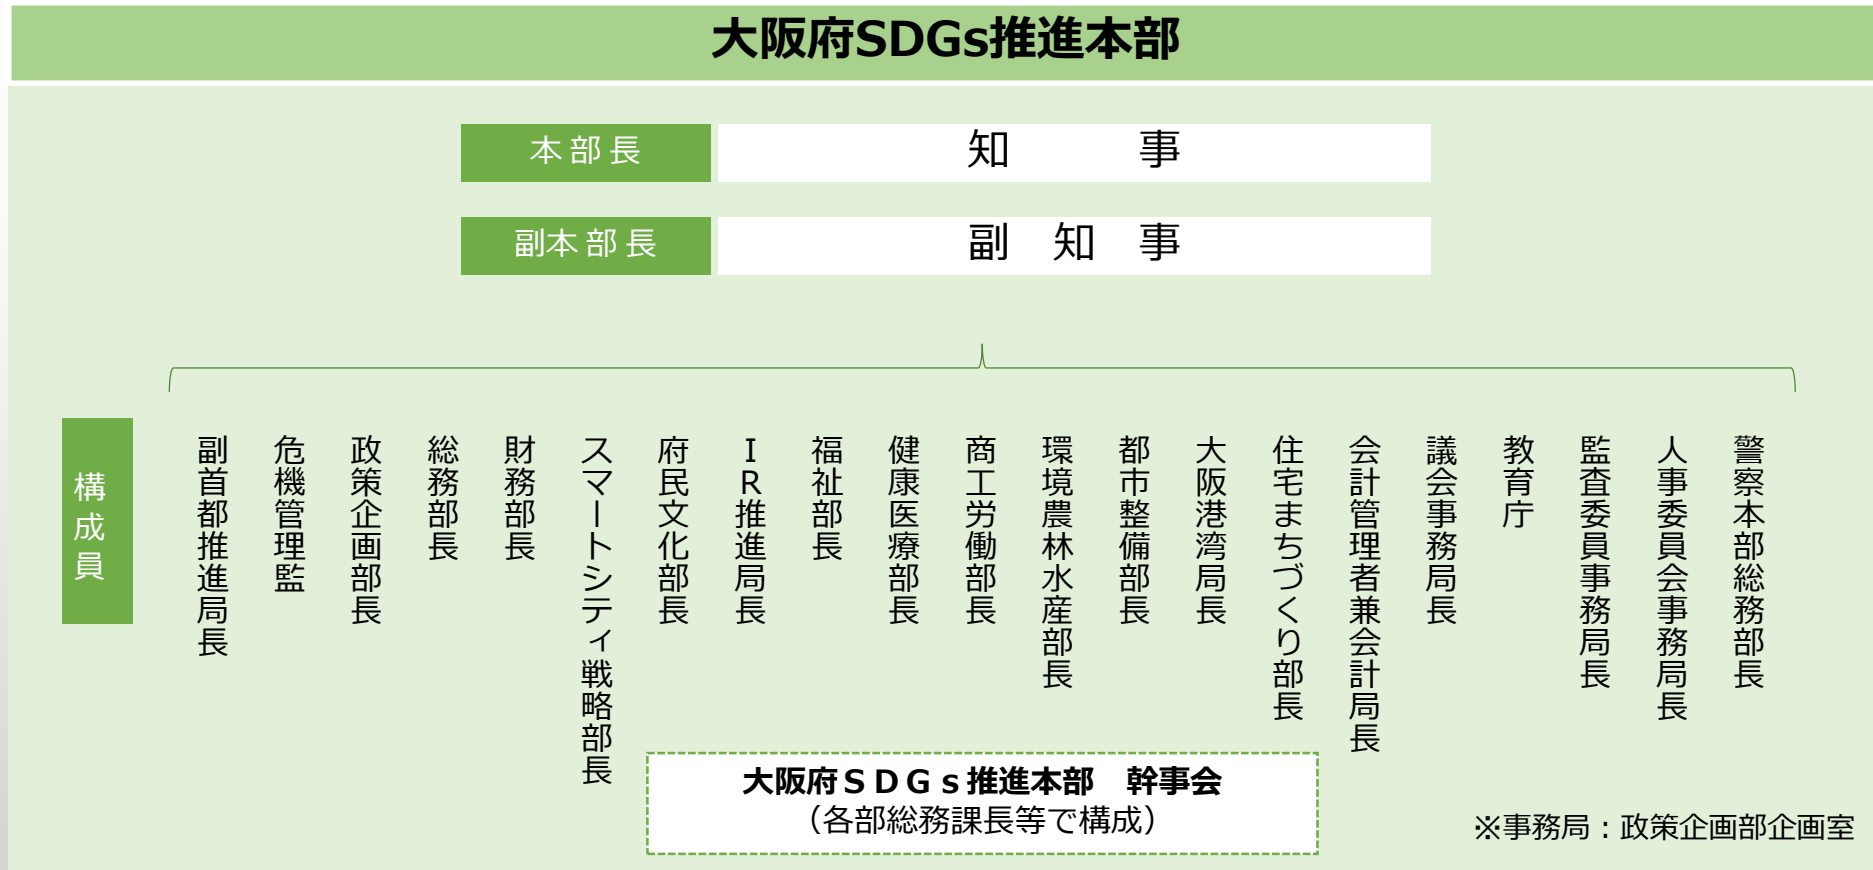 大阪府SDGs推進本部
本部長
知　　事
副本部長
副　知　事
構成員
副首都推進局長
危機管理監
政策企画部長
総務部長
財務部長
スマートシティ戦略部長
府民文化部長
ＩＲ推進局長
福祉部長
健康医療部長
商工労働部長
環境農林水産部長
都市整備部長
大阪港湾局長
住宅まちづくり部長
会計管理者兼会計局長
議会事務局長
教育庁
監査委員事務局長
人事委員会事務局長
警察本部総務部長
大阪府ＳＤＧｓ推進本部　幹事会
（各部総務課長等で構成）
※事務局：政策企画部企画室